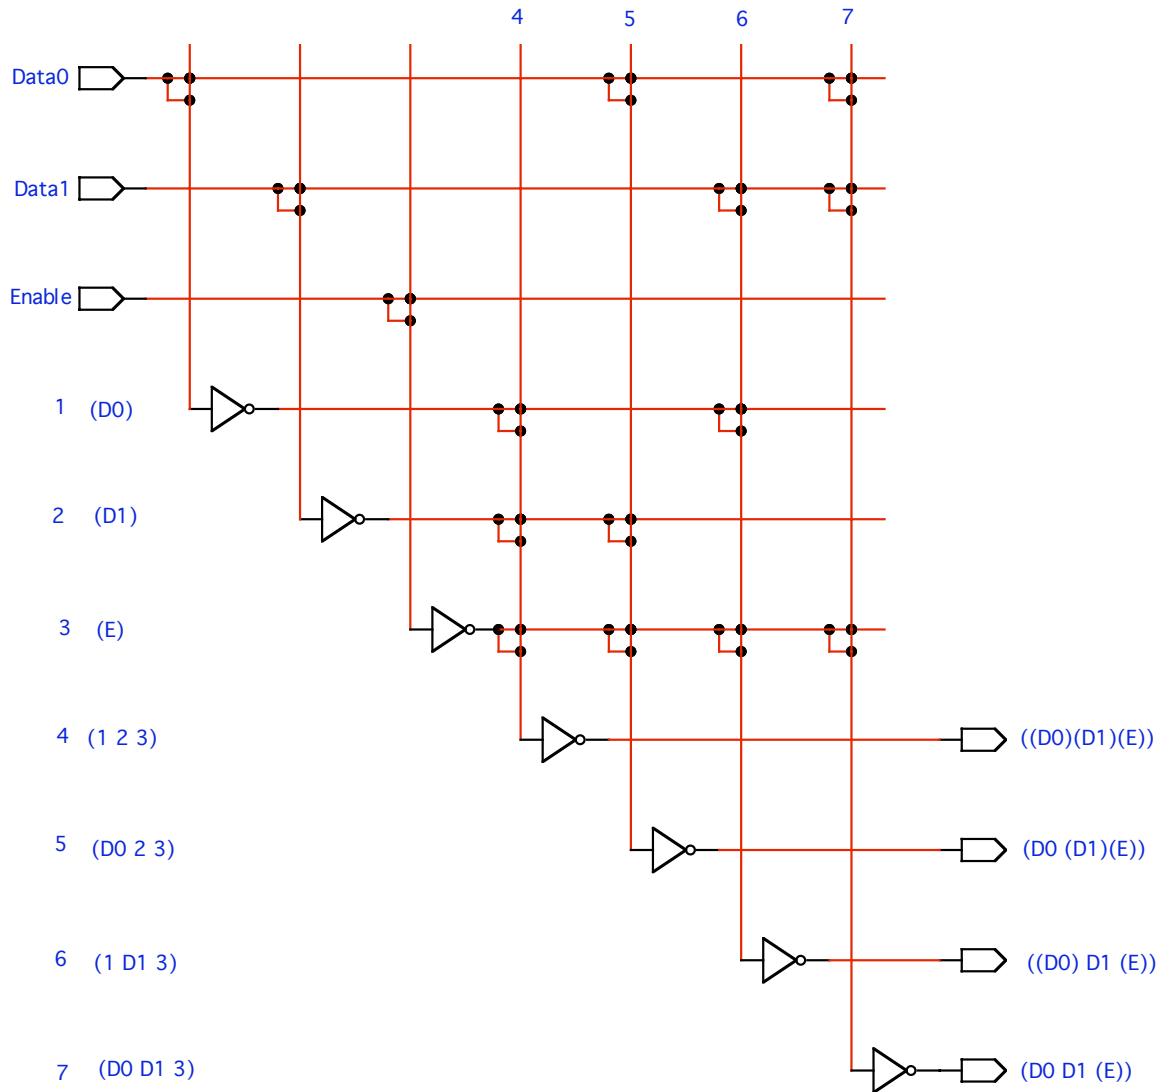 4 5 6 7
Data0
Data1
Enable
1 (D0)
2 (D1)
3 (E)
4 (1 2 3) ((D0)(D1)(E))
5 (D0 2 3) (D0 (D1)(E))
6 (1 D1 3) ((D0) D1 (E))
7 (D0 D1 3) (D0 D1 (E))